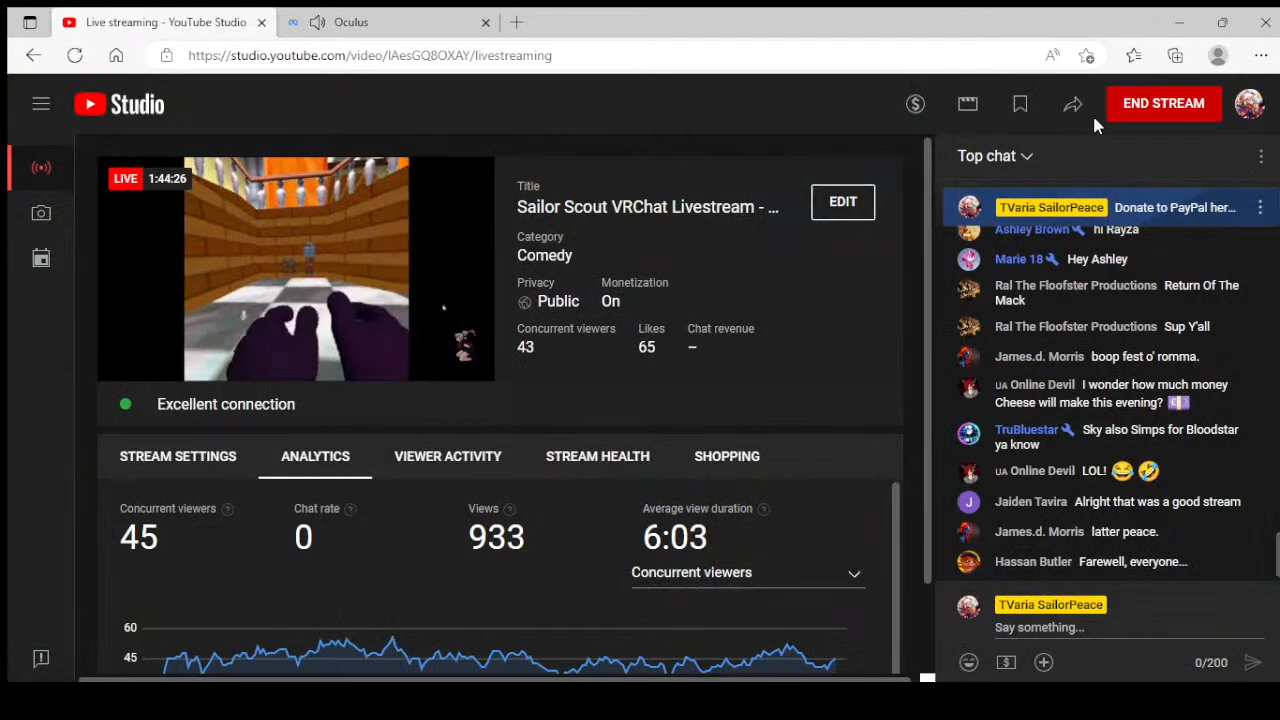 Live streaming - YouTube Studio
Oculus
https://studio.youtube.com/video/lAesGQ8OXAY/livestreaming
Studio
END STREAM
LIVE 1:44:26
Title
Sailor Scout VRChat Livestream - ...
EDIT
Category
Comedy
Privacy Monetization
Public On
Concurrent viewers Likes Chat revenue
43 65 –
Excellent connection
STREAM SETTINGS ANALYTICS VIEWER ACTIVITY STREAM HEALTH SHOPPING
Concurrent viewers Chat rate Views Average view duration
45 0 933 6:03
Concurrent viewers
60
45
Top chat
TVaria SailorPeace Donate to PayPal her...
Ashley Brown hi Rayza
Marie 18 Hey Ashley
Ral The Floofster Productions Return Of The
Mack
Ral The Floofster Productions Sup Y'all
James.d. Morris boop fest o' romma.
UA Online Devil I wonder how much money
Cheese will make this evening? 💶
TruBluestar Sky also Simps for Bloodstar
ya know
UA Online Devil LOL! 😂 🤣
J Jaiden Tavira Alright that was a good stream
James.d. Morris latter peace.
Hassan Butler Farewell, everyone...
TVaria SailorPeace
Say something...
0/200